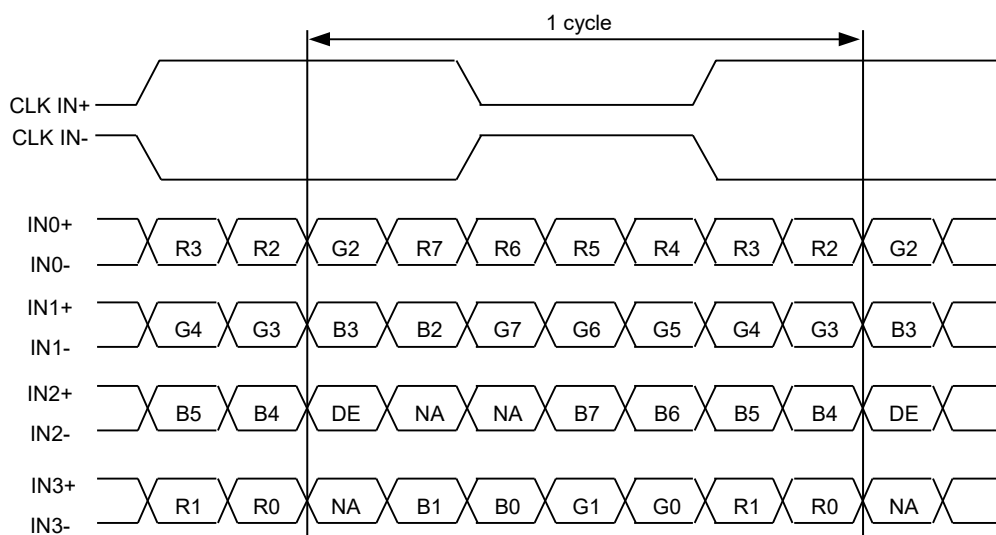 1 cycle
CLK IN+
CLK IN-
IN0+
R3 R2 G2 R7 R6 R5 R4 R3 R2 G2
IN0-
IN1+
G4 G3 B3 B2 G7 G6 G5 G4 G3 B3
IN1-
IN2+
B5 B4 DE NA NA B7 B6 B5 B4 DE
IN2-
IN3+
R1 R0 NA B1 B0 G1 G0 R1 R0 NA
IN3-